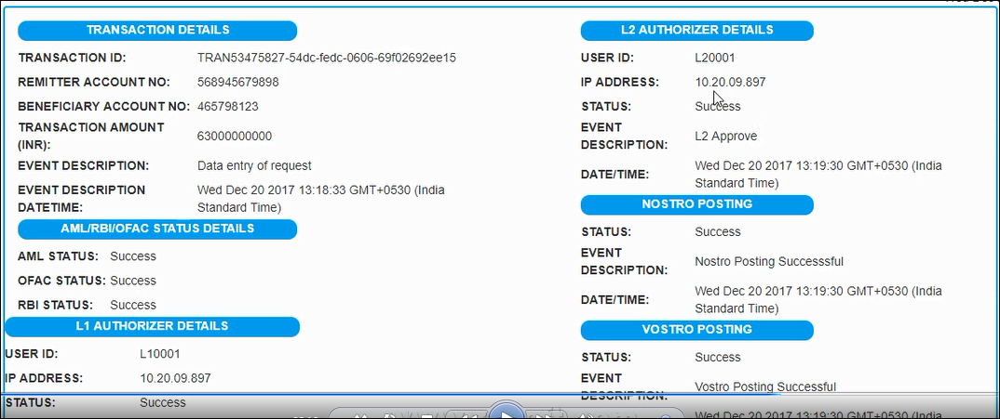 TRANSACTION DETAILS
TRANSACTION ID: TRAN53475827-54dc-fedc-0606-69f02692ee15
REMITTER ACCOUNT NO: 568945679898
BENEFICIARY ACCOUNT NO: 465798123
TRANSACTION AMOUNT
(INR): 63000000000
EVENT DESCRIPTION: Data entry of request
EVENT DESCRIPTION
DATETIME: Wed Dec 20 2017 13:18:33 GMT+0530 (India
Standard Time)
AML/RBI/OFAC STATUS DETAILS
AML STATUS: Success
OFAC STATUS: Success
RBI STATUS: Success
L1 AUTHORIZER DETAILS
USER ID: L10001
IP ADDRESS: 10.20.09.897
STATUS: Success
L2 AUTHORIZER DETAILS
USER ID: L20001
IP ADDRESS: 10.20.09.897
STATUS: Success
EVENT
DESCRIPTION: L2 Approve
DATE/TIME: Wed Dec 20 2017 13:19:30 GMT+0530 (India
Standard Time)
NOSTRO POSTING
STATUS: Success
EVENT
DESCRIPTION: Nostro Posting Successsful
DATE/TIME: Wed Dec 20 2017 13:19:30 GMT+0530 (India
Standard Time)
VOSTRO POSTING
STATUS: Success
EVENT
DESCRIPTION: Vostro Posting Successful
Wed Dec 20 2017 13:19:30 GMT+0530 (India